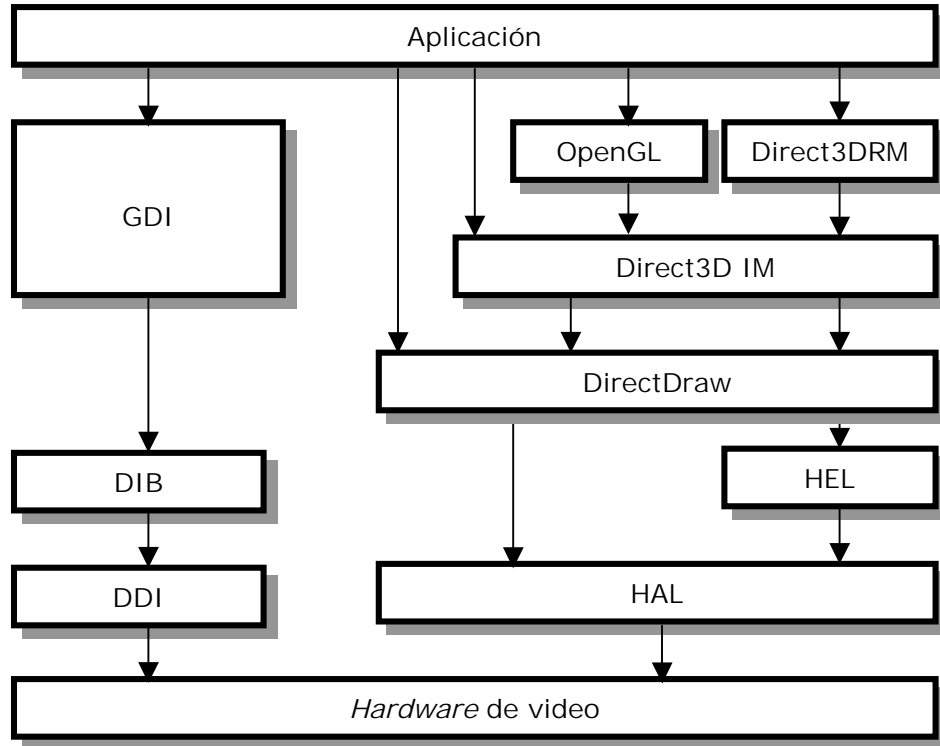 Aplicación
OpenGL
Direct3DRM
GDI
Direct3D IM
DirectDraw
DIB
HEL
DDI
HAL
Hardware de video